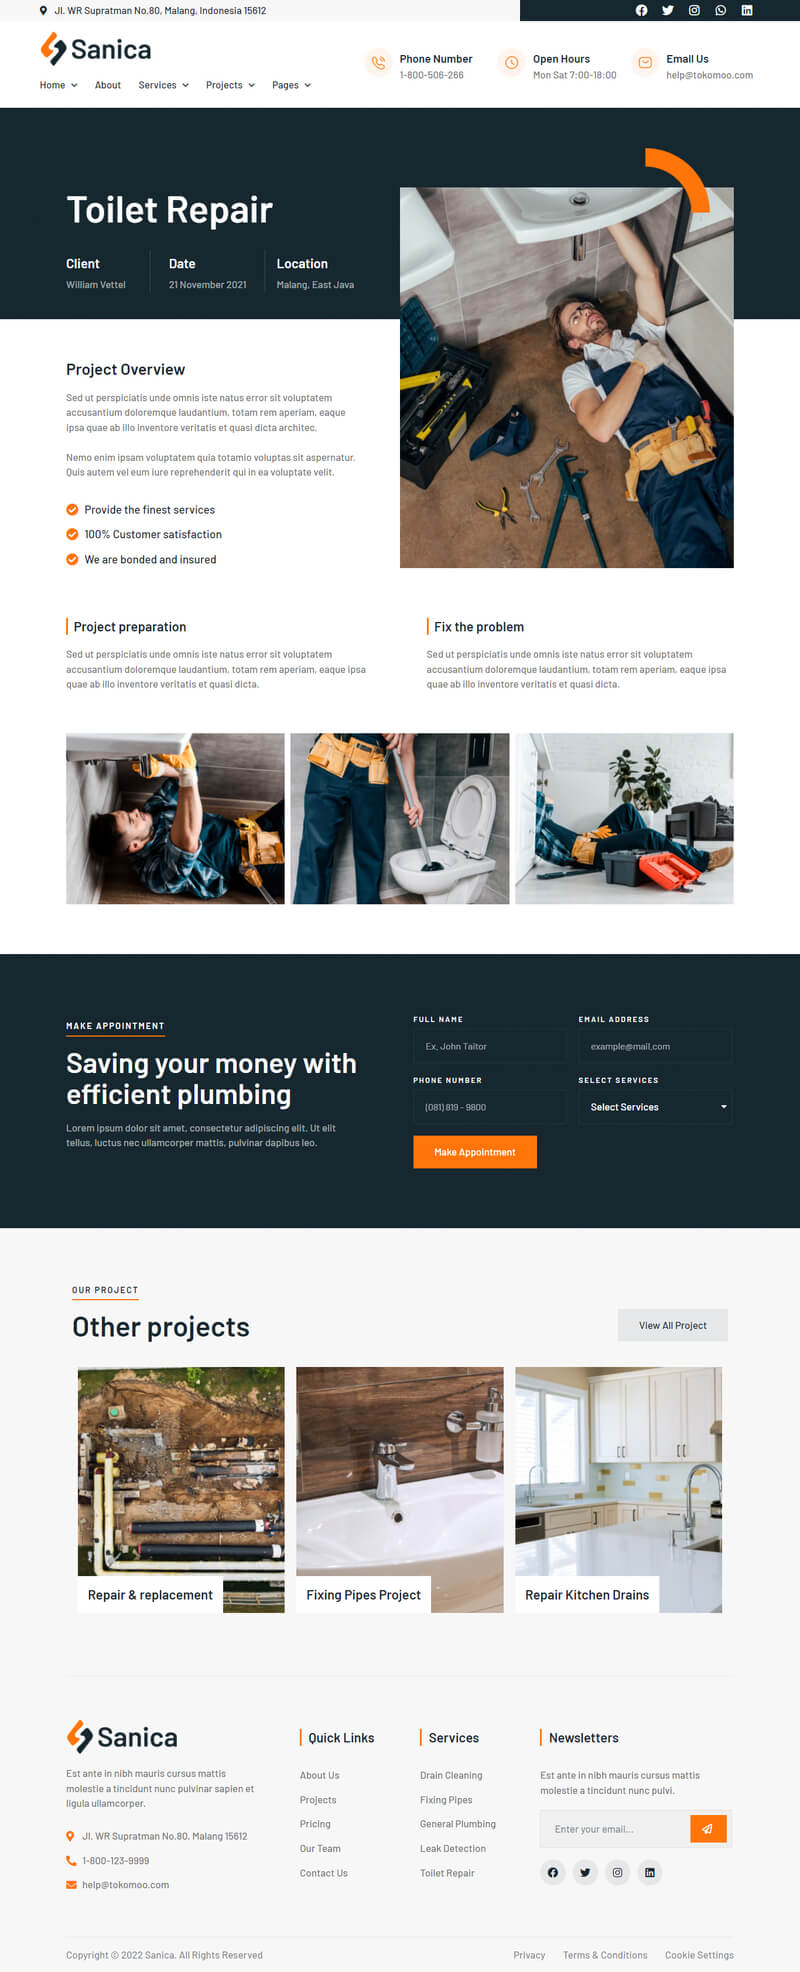 Jl. WR Supratman No.80, Malang, Indonesia 15612
Sanica
Home
About
Services
Projects
Pages
Phone Number
1-800-506-266
Open Hours
Mon Sat 7:00-18:00
Email Us
help@tokomoo.com
Toilet Repair
Client
William Vettel
Date
21 November 2021
Location
Malang, East Java
Project Overview
Sed ut perspiciatis unde omnis iste natus error sit voluptatem
accusantium doloremque laudantium, totam rem aperiam, eaque
ipsa quae ab illo inventore veritatis et quasi dicta architec.
Nemo enim ipsam voluptatem quia totamio voluptas sit aspernatur.
Quis autem vel eum iure reprehenderit qui in ea voluptate velit.
Provide the finest services
100% Customer satisfaction
We are bonded and insured
Project preparation
Sed ut perspiciatis unde omnis iste natus error sit voluptatem
accusantium doloremque laudantium, totam rem aperiam, eaque ipsa
quae ab illo inventore veritatis et quasi dicta.
Fix the problem
Sed ut perspiciatis unde omnis iste natus error sit voluptatem
accusantium doloremque laudantium, totam rem aperiam, eaque ipsa
quae ab illo inventore veritatis et quasi dicta.
MAKE APPOINTMENT
Saving your money with
efficient plumbing
Lorem ipsum dolor sit amet, consectetur adipiscing elit. Ut elit
tellus, luctus nec ullamcorper mattis, pulvinar dapibus leo.
FULL NAME
Ex. John Taitor
EMAIL ADDRESS
example@mail.com
PHONE NUMBER
(081) 819 - 9800
SELECT SERVICES
Select Services
Make Appointment
OUR PROJECT
Other projects
View All Project
Repair & replacement
Fixing Pipes Project
Repair Kitchen Drains
Sanica
Est ante in nibh mauris cursus mattis
molestie a tincidunt nunc pulvinar sapien et
ligula ullamcorper.
Jl. WR Supratman No.80, Malang 15612
1-800-123-9999
help@tokomoo.com
Quick Links
About Us
Projects
Pricing
Our Team
Contact Us
Services
Drain Cleaning
Fixing Pipes
General Plumbing
Leak Detection
Toilet Repair
Newsletters
Est ante in nibh mauris cursus mattis
molestie a tincidunt nunc pulvi.
Enter your email...
Copyright © 2022 Sanica. All Rights Reserved
Privacy
Terms & Conditions
Cookie Settings